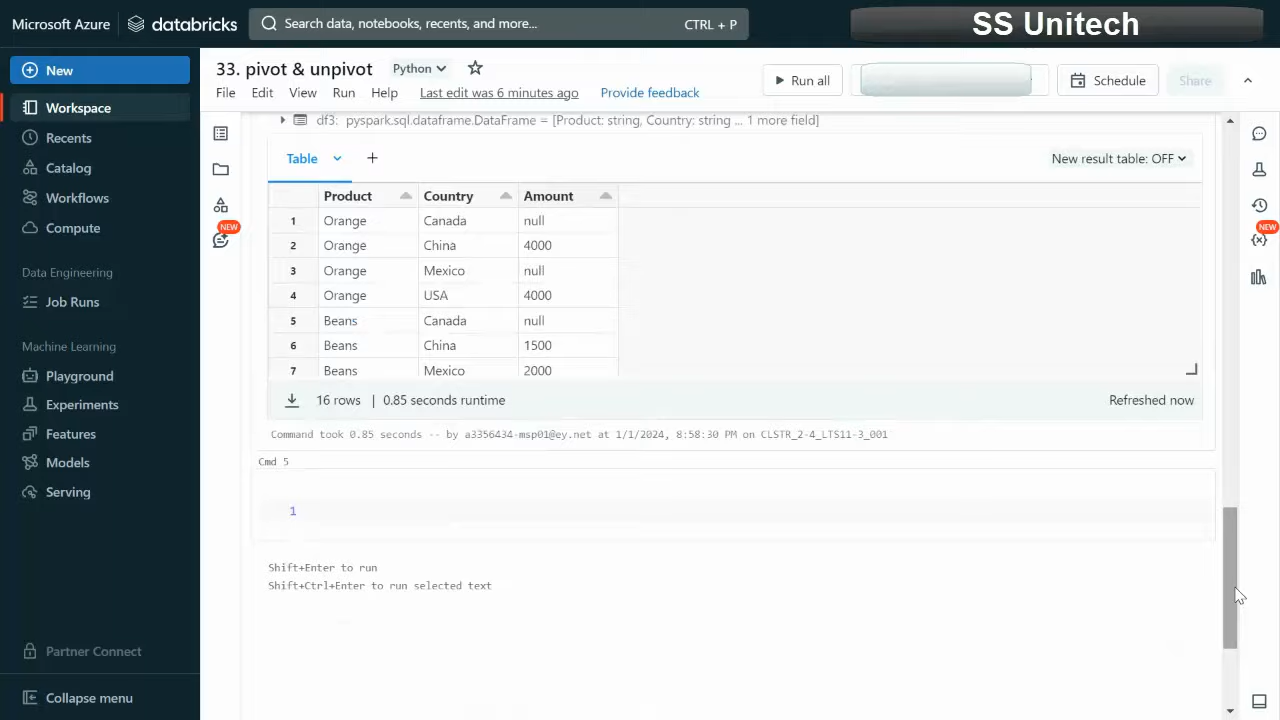 Microsoft Azure databricks Search data, notebooks, recents, and more... CTRL + P SS Unitech
New
Workspace
Recents
Catalog
Workflows
Compute
Data Engineering
Job Runs
Machine Learning
Playground
Experiments
Features
Models
Serving
Partner Connect
Collapse menu
33. pivot & unpivot Python
Run all Schedule Share
File Edit View Run Help Last edit was 6 minutes ago Provide feedback
NEW
NEW
df3: pyspark.sql.dataframe.DataFrame = [Product: string, Country: string ... 1 more field]
Table + New result table: OFF
Product Country Amount
1 Orange Canada null
2 Orange China 4000
3 Orange Mexico null
4 Orange USA 4000
5 Beans Canada null
6 Beans China 1500
7 Beans Mexico 2000
16 rows | 0.85 seconds runtime Refreshed now
Command took 0.85 seconds -- by a3356434-msp01@ey.net at 1/1/2024, 8:58:30 PM on CLSTR_2-4_LTS11-3_001
Cmd 5
1
Shift+Enter to run
Shift+Ctrl+Enter to run selected text